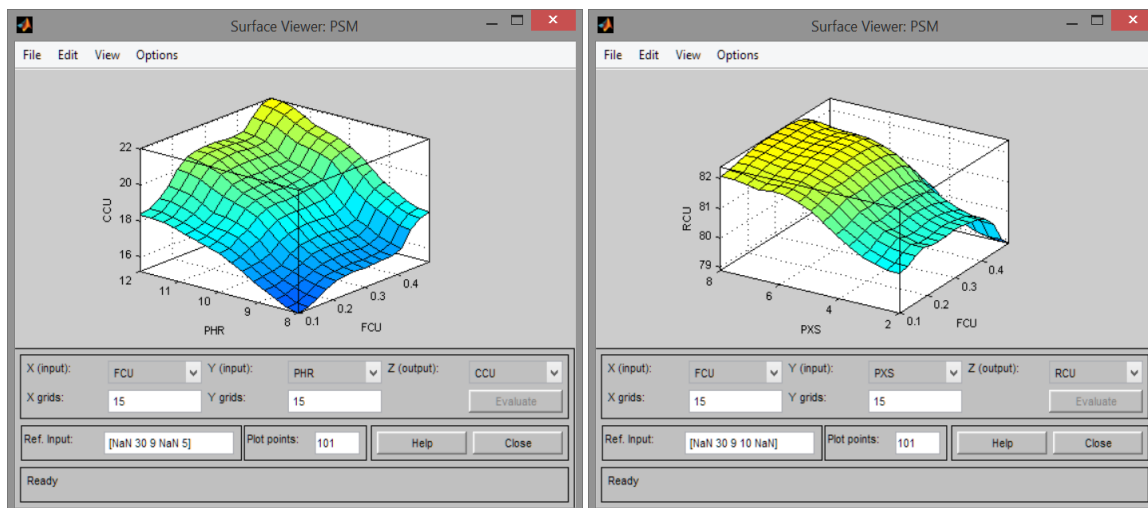 Surface Viewer: PSM
File Edit View Options
22
20
18
16
CCU
12
11
10
9
8
PHR
0.1
0.2
0.3
0.4
FCU
X (input): FCU Y (input): PHR Z (output): CCU
X grids: 15 Y grids: 15 Evaluate
Ref. Input: [NaN 30 9 NaN 5] Plot points: 101 Help Close
Ready
Surface Viewer: PSM
File Edit View Options
82
81
80
79
RCU
8
6
4
2
PXS
0.1
0.2
0.3
0.4
FCU
X (input): FCU Y (input): PXS Z (output): RCU
X grids: 15 Y grids: 15 Evaluate
Ref. Input: [NaN 30 9 10 NaN] Plot points: 101 Help Close
Ready